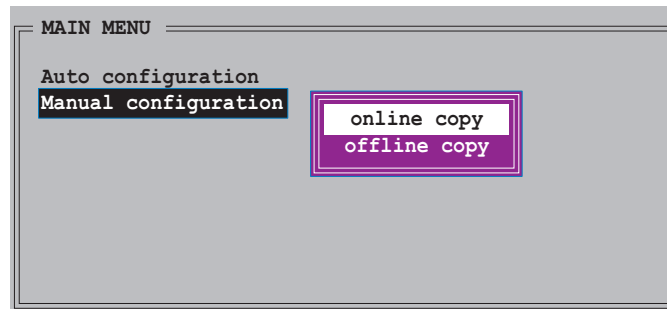 MAIN MENU
Auto configuration
Manual configuration
online copy
offline copy